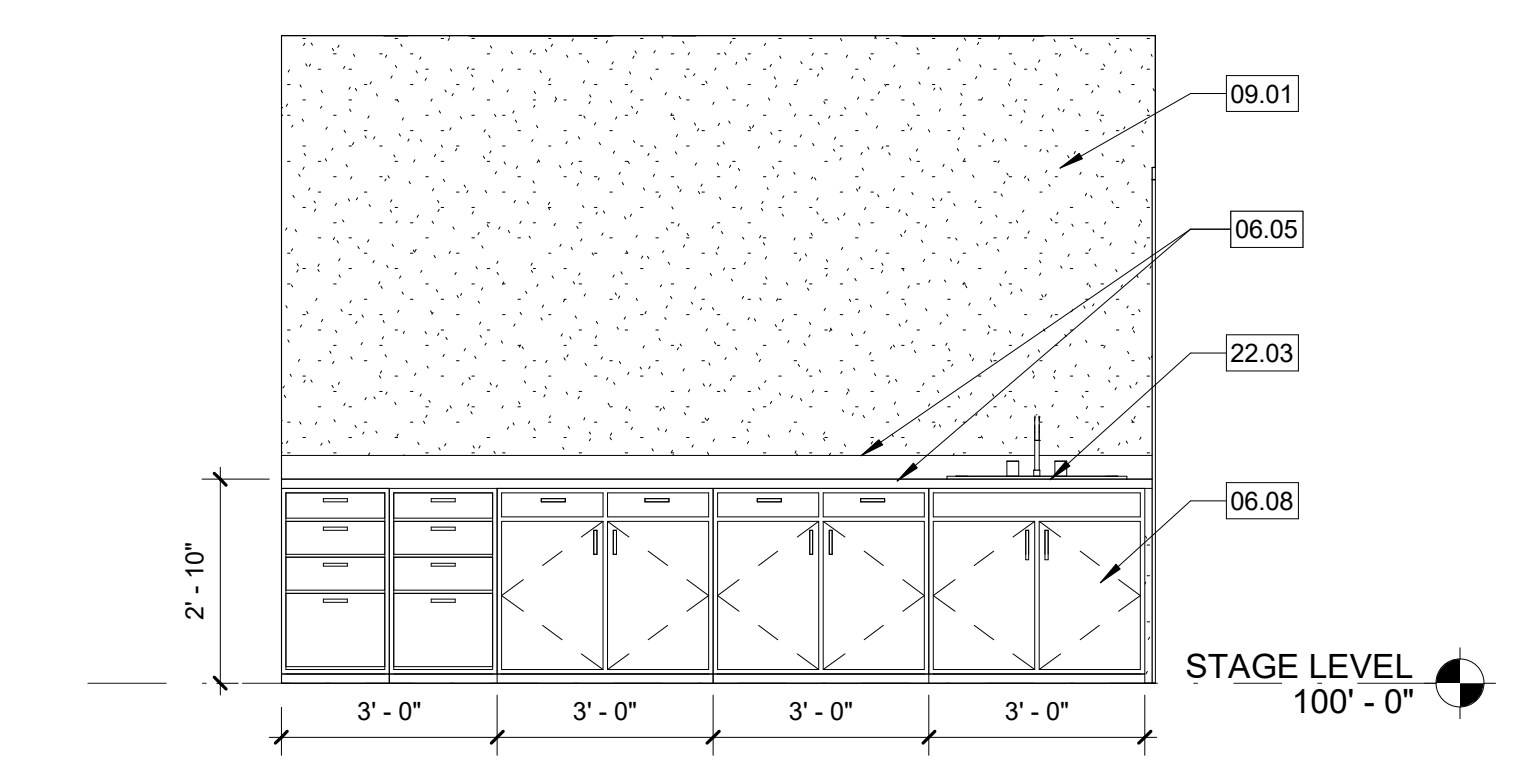 09.01
06.05
22.03
06.08
2' - 10"
STAGE LEVEL
100' - 0"
3' - 0"
3' - 0"
3' - 0"
3' - 0"